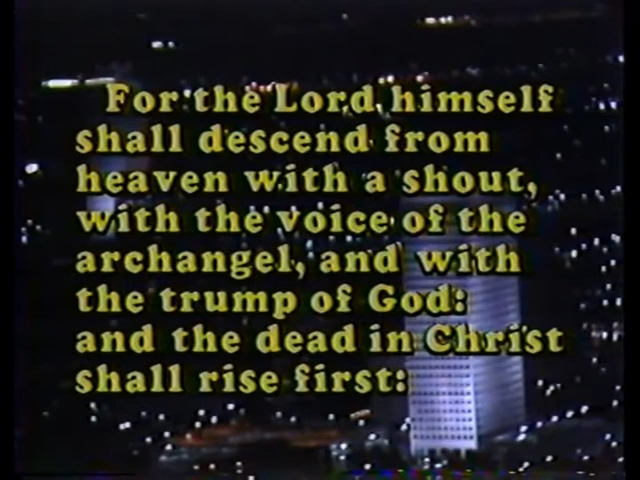 For the Lord himself
shall descend from
heaven with a shout,
with the voice of the
archangel, and with
the trump of God:
and the dead in Christ
shall rise first: